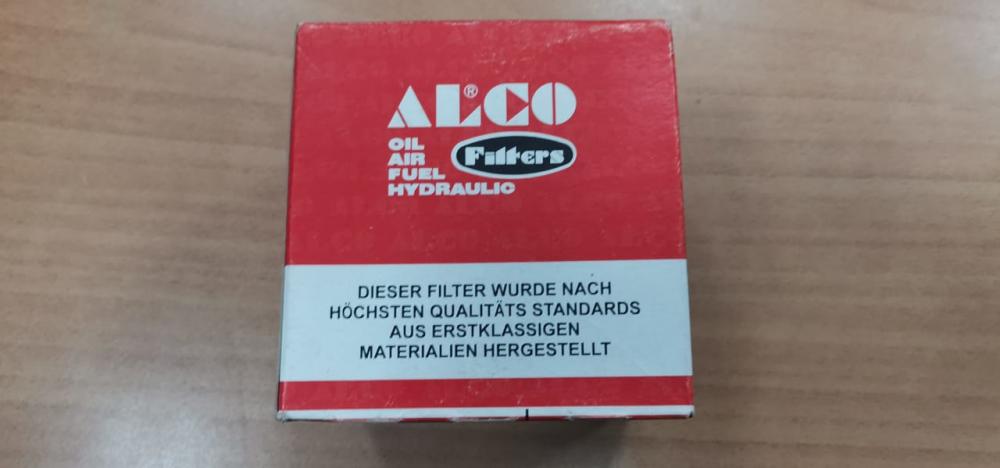 ALCO®
OIL
AIR
FUEL
HYDRAULIC
Filters
DIESER FILTER WURDE NACH
HÖCHSTEN QUALITÄTS STANDARDS
AUS ERSTKLASSIGEN
MATERIALIEN HERGESTELLT